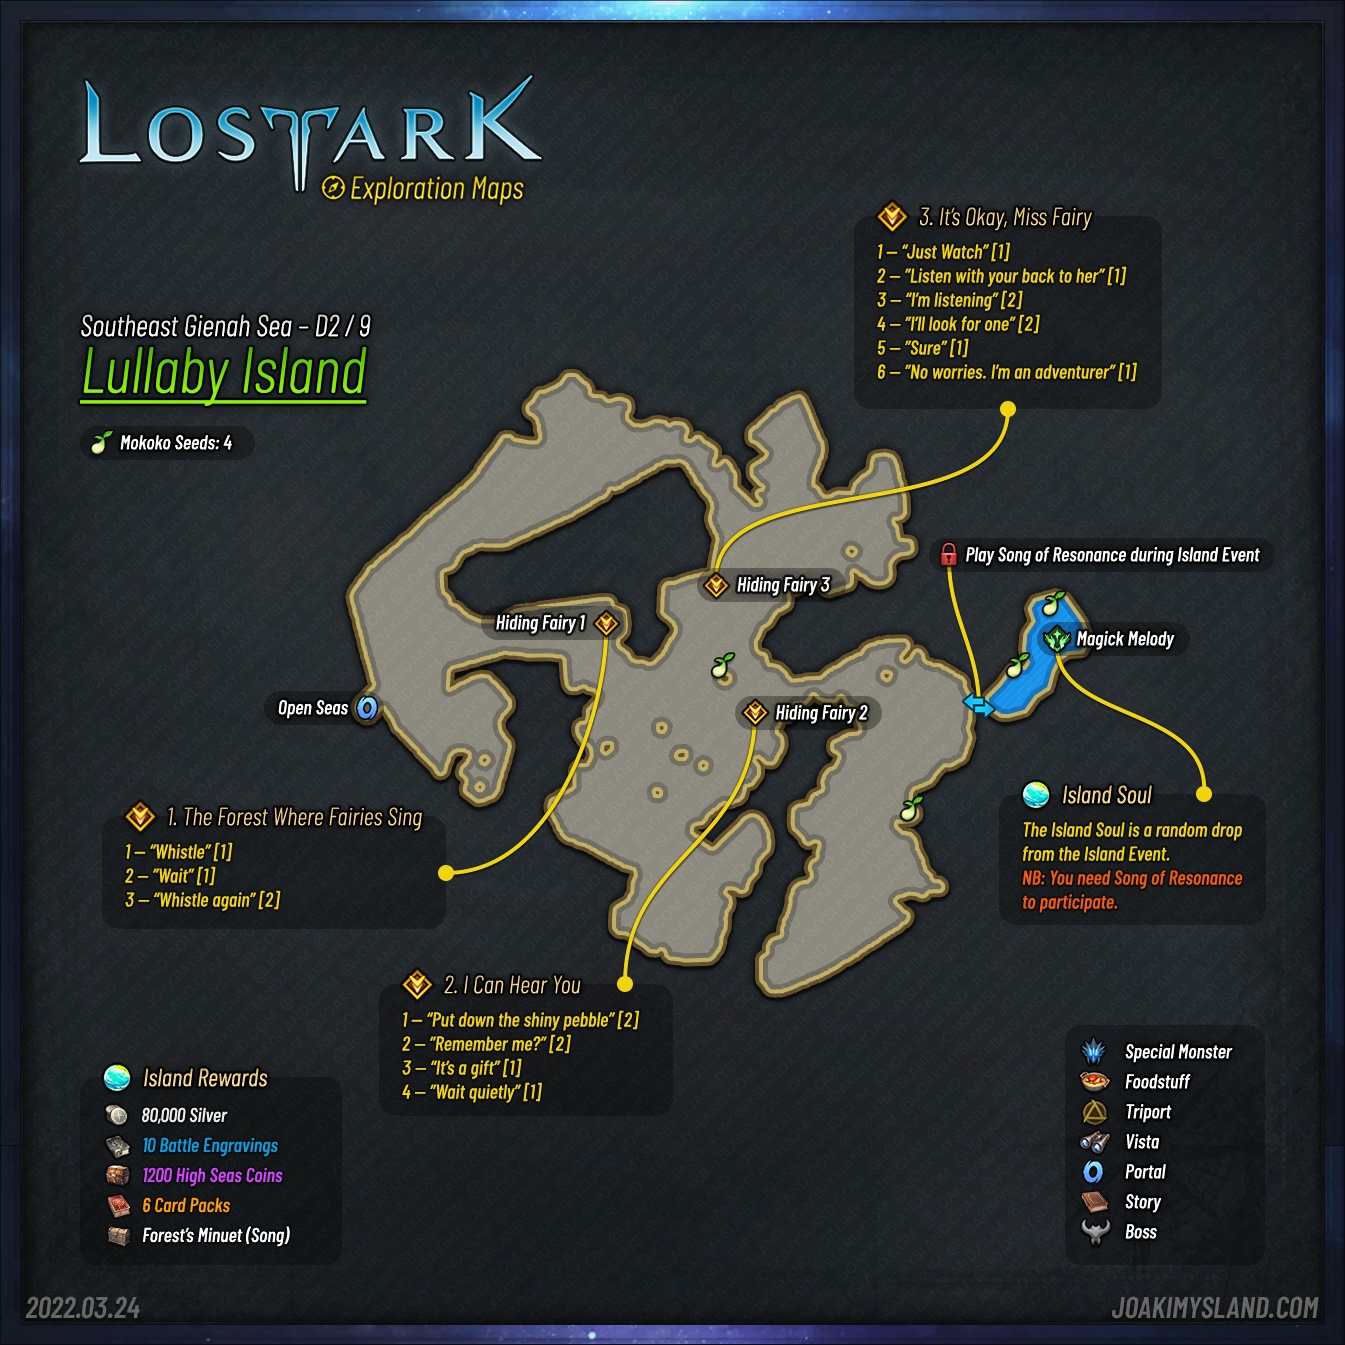 LOSTARK
Exploration Maps
Southeast Gienah Sea – D2 / 9
Lullaby Island
Mokoko Seeds: 4
3. It's Okay, Miss Fairy
1 – “Just Watch” [1]
2 – “Listen with your back to her” [1]
3 – “I'm listening” [2]
4 – “I'll look for one” [2]
5 – “Sure” [1]
6 – “No worries. I'm an adventurer” [1]
Play Song of Resonance during Island Event
Hiding Fairy 3
Hiding Fairy 1
Magick Melody
Open Seas
Hiding Fairy 2
Island Soul
The Island Soul is a random drop
from the Island Event.
NB: You need Song of Resonance
to participate.
1. The Forest Where Fairies Sing
1 – “Whistle” [1]
2 – “Wait” [1]
3 – “Whistle again” [2]
2. I Can Hear You
1 – “Put down the shiny pebble” [2]
2 – “Remember me?” [2]
3 – “It's a gift” [1]
4 – “Wait quietly” [1]
Island Rewards
80,000 Silver
10 Battle Engravings
1200 High Seas Coins
6 Card Packs
Forest's Minuet (Song)
Special Monster
Foodstuff
Triport
Vista
Portal
Story
Boss
2022.03.24
JOAKIMYSLAND.COM